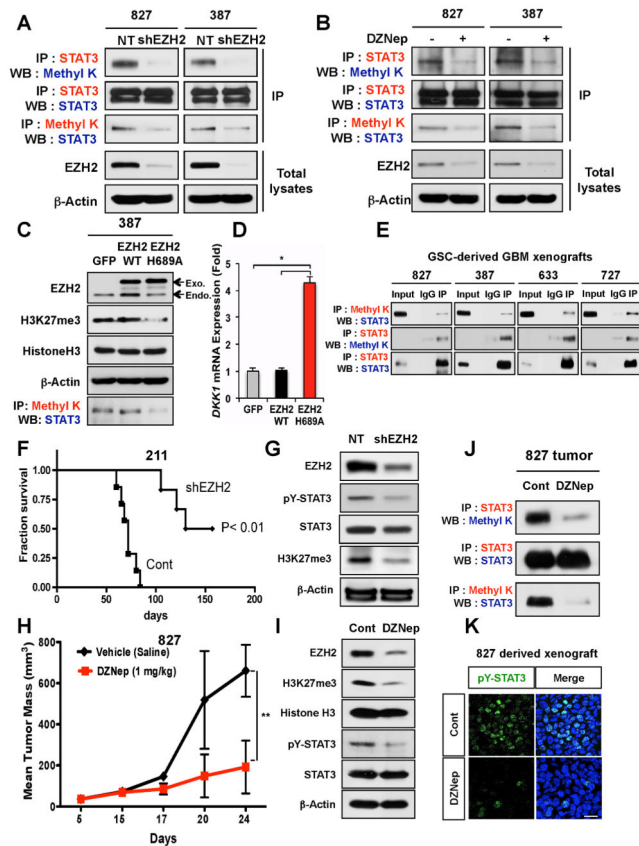 A
827 387
NT shEZH2 NT shEZH2
IP : STAT3
WB : Methyl K
IP : STAT3
WB : STAT3
IP : Methyl K
WB : STAT3
IP
EZH2
β-Actin
Total
lysates
B
827 387
DZNep - + - +
IP : STAT3
WB : Methyl K
IP : STAT3
WB : STAT3
IP : Methyl K
WB : STAT3
IP
EZH2
β-Actin
Total
lysates
C
387
GFP EZH2 WT EZH2 H689A
EZH2
Exo.
Endo.
H3K27me3
HistoneH3
β-Actin
IP: Methyl K
WB: STAT3
D
DKK1 mRNA Expression (Fold)
5
4
3
2
1
0
*
GFP EZH2 WT EZH2 H689A
E
GSC-derived GBM xenografts
827 387 633 727
Input IgG IP Input IgG IP Input IgG IP Input IgG IP
IP : Methyl K
WB : STAT3
IP : STAT3
WB : Methyl K
IP : STAT3
WB : STAT3
F
211
Fraction survival
1.00
0.75
0.50
0.25
0.00
shEZH2
P< 0.01
Cont
0 50 100 150 200
days
G
NT shEZH2
EZH2
pY-STAT3
STAT3
H3K27me3
β-Actin
J
827 tumor
Cont DZNep
IP : STAT3
WB : Methyl K
IP : STAT3
WB : STAT3
IP : Methyl K
WB : STAT3
H
827
Mean Tumor Mass (mm3)
Vehicle (Saline)
DZNep (1 mg/kg)
700
600
500
400
300
200
100
0
**
5 15 17 20 24
Days
I
Cont DZNep
EZH2
H3K27me3
Histone H3
pY-STAT3
STAT3
β-Actin
K
827 derived xenograft
pY-STAT3 Merge
Cont
DZNep